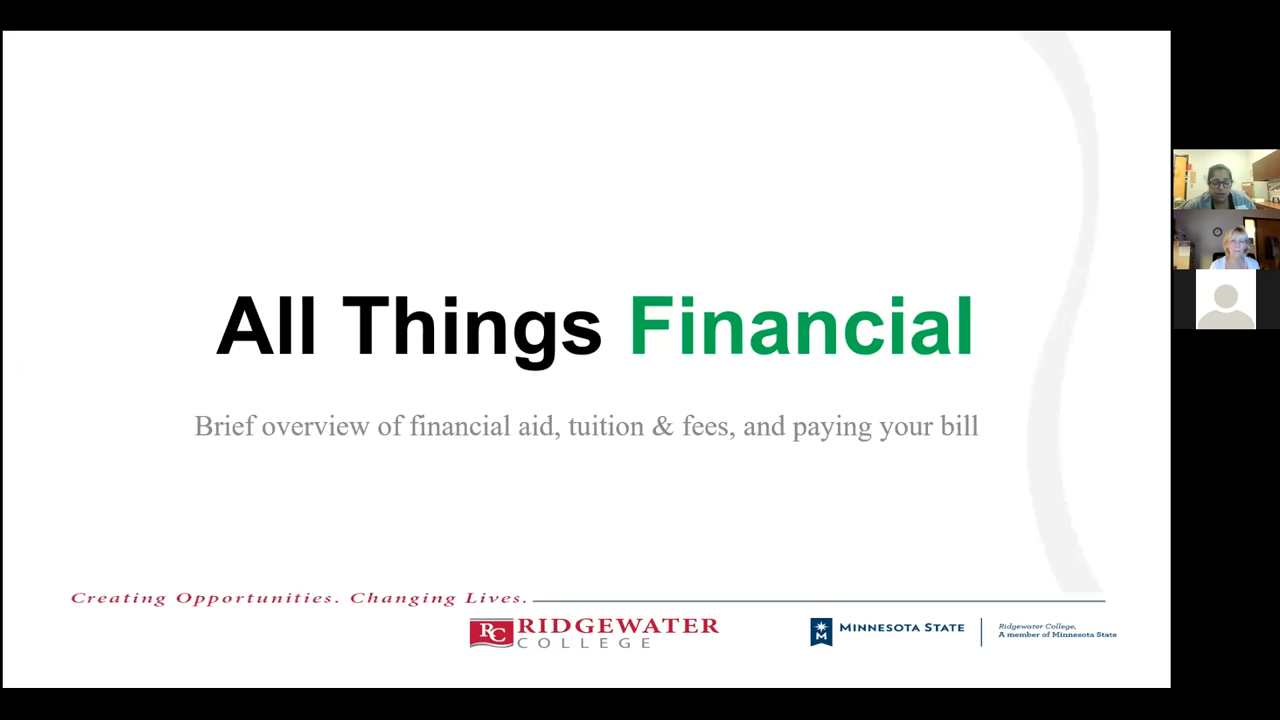 All Things Financial
Brief overview of financial aid, tuition & fees, and paying your bill
Creating Opportunities. Changing Lives.
RC RIDGEWATER
COLLEGE
M MINNESOTA STATE
Ridgewater College,
A member of Minnesota State